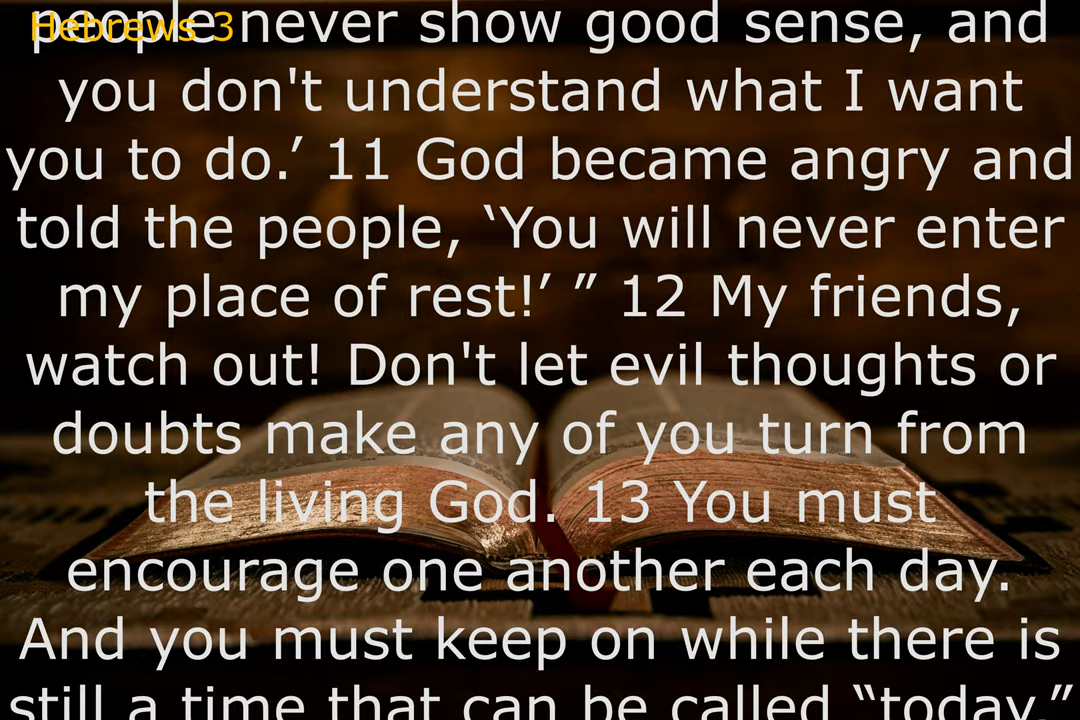 Hebrews 3
people never show good sense, and
you don't understand what I want
you to do.’ 11 God became angry and
told the people, ‘You will never enter
my place of rest!’ ” 12 My friends,
watch out! Don't let evil thoughts or
doubts make any of you turn from
the living God. 13 You must
encourage one another each day.
And you must keep on while there is
still a time that can be called “today.”